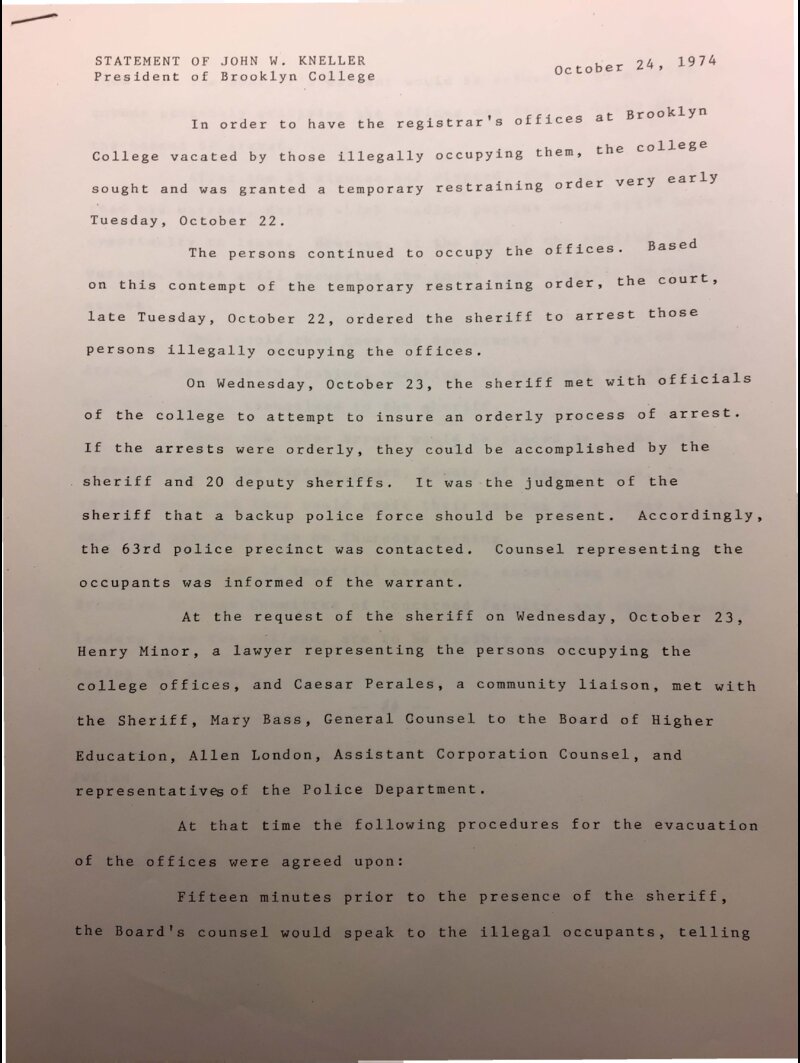 STATEMENT OF JOHN W. KNELLER
October 24, 1974
President of Brooklyn College
In order to have the registrar's offices at Brooklyn
College vacated by those illegally occupying them, the college
sought and was granted a temporary restraining order very early
Tuesday, October 22.
The persons continued to occupy the offices. Based
on this contempt of the temporary restraining order, the court,
late Tuesday, October 22, ordered the sheriff to arrest those
persons illegally occupying the offices.
On Wednesday, October 23, the sheriff met with officials
of the college to attempt to insure an orderly process of arrest.
If the arrests were orderly, they could be accomplished by the
sheriff and 20 deputy sheriffs. It was the judgment of the
sheriff that a backup police force should be present. Accordingly,
the 63rd police precinct was contacted. Counsel representing the
occupants was informed of the warrant.
At the request of the sheriff on Wednesday, October 23,
Henry Minor, a lawyer representing the persons occupying the
college offices, and Caesar Perales, a community liaison, met with
the Sheriff, Mary Bass, General Counsel to the Board of Higher
Education, Allen London, Assistant Corporation Counsel, and
representatives of the Police Department.
At that time the following procedures for the evacuation
of the offices were agreed upon:
Fifteen minutes prior to the presence of the sheriff,
the Board's counsel would speak to the illegal occupants, telling